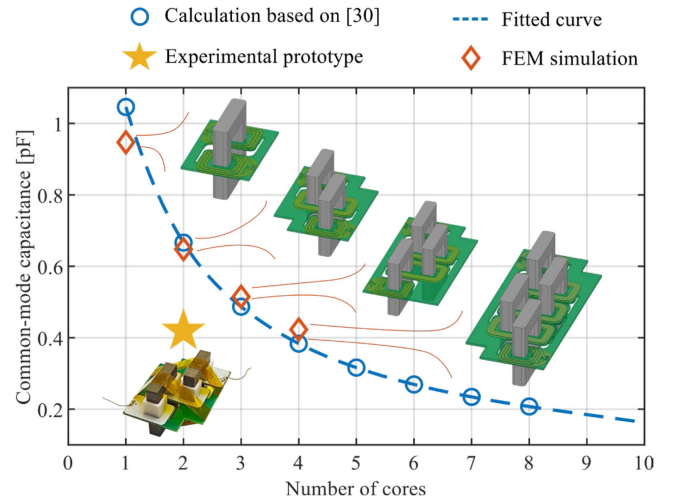 Calculation based on [30]
Fitted curve
Experimental prototype
FEM simulation
Common-mode capacitance [pF]
1
0.8
0.6
0.4
0.2
0 1 2 3 4 5 6 7 8 9 10
Number of cores